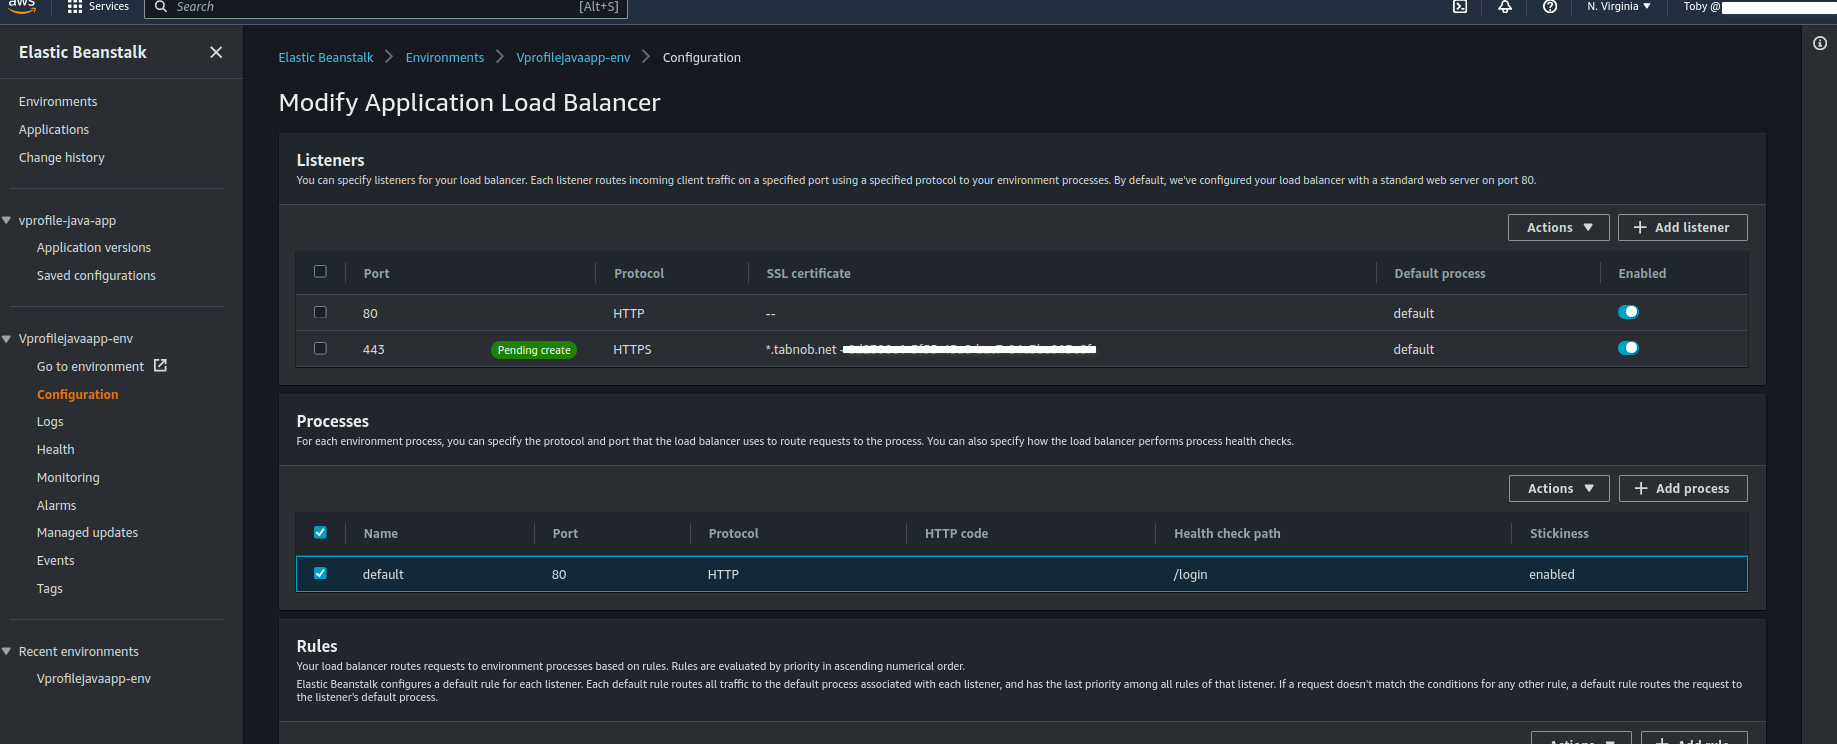 aws
Services
Search
[Alt+S]
N. Virginia
Toby @
Elastic Beanstalk
Environments
Applications
Change history
vprofile-java-app
Application versions
Saved configurations
Vprofilejavaapp-env
Go to environment
Configuration
Logs
Health
Monitoring
Alarms
Managed updates
Events
Tags
Recent environments
Vprofilejavaapp-env
Elastic Beanstalk Environments Vprofilejavaapp-env Configuration
Modify Application Load Balancer
Listeners
You can specify listeners for your load balancer. Each listener routes incoming client traffic on a specified port using a specified protocol to your environment processes. By default, we've configured your load balancer with a standard web server on port 80.
Actions Add listener
Port Protocol SSL certificate Default process Enabled
80 HTTP -- default
443 Pending create HTTPS *.tabnob.net - default
Processes
For each environment process, you can specify the protocol and port that the load balancer uses to route requests to the process. You can also specify how the load balancer performs process health checks.
Actions Add process
Name Port Protocol HTTP code Health check path Stickiness
default 80 HTTP /login enabled
Rules
Your load balancer routes requests to environment processes based on rules. Rules are evaluated by priority in ascending numerical order.
Elastic Beanstalk configures a default rule for each listener. Each default rule routes all traffic to the default process associated with each listener, and has the last priority among all rules of that listener. If a request doesn't match the conditions for any other rule, a default rule routes the request to
the listener's default process.
Actions Add rule